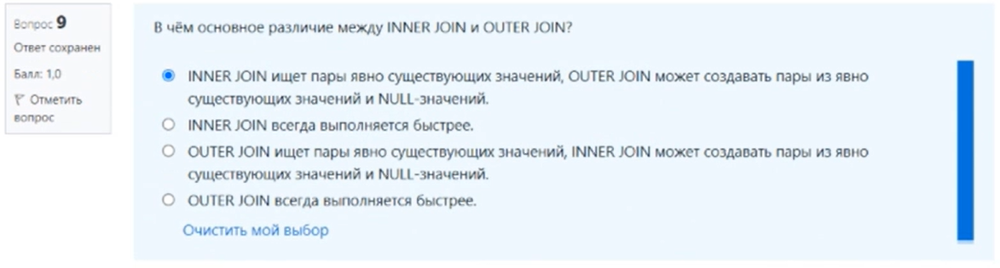 Вопрос 9
Ответ сохранен
Балл: 1,0
Отметить
вопрос
В чём основное различие между INNER JOIN и OUTER JOIN?
INNER JOIN ищет пары явно существующих значений, OUTER JOIN может создавать пары из явно
существующих значений и NULL-значений.
INNER JOIN всегда выполняется быстрее.
OUTER JOIN ищет пары явно существующих значений, INNER JOIN может создавать пары из явно
существующих значений и NULL-значений.
OUTER JOIN всегда выполняется быстрее.
Очистить мой выбор